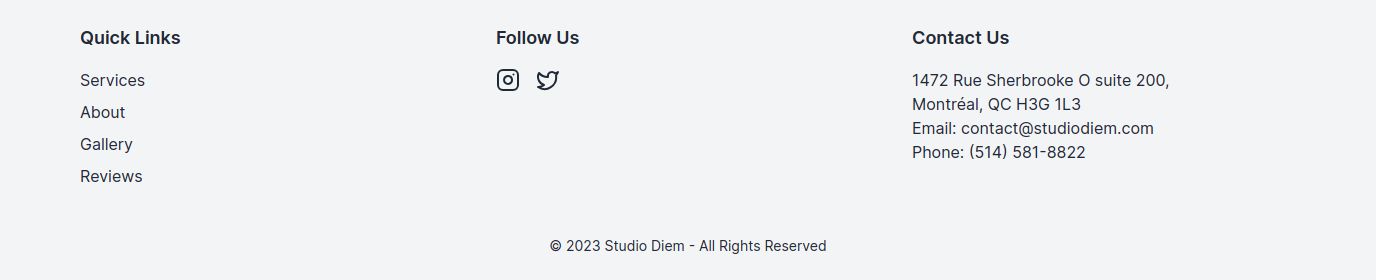 Quick Links
Services
About
Gallery
Reviews
Follow Us
Contact Us
1472 Rue Sherbrooke O suite 200,
Montréal, QC H3G 1L3
Email: contact@studiodiem.com
Phone: (514) 581-8822
© 2023 Studio Diem - All Rights Reserved